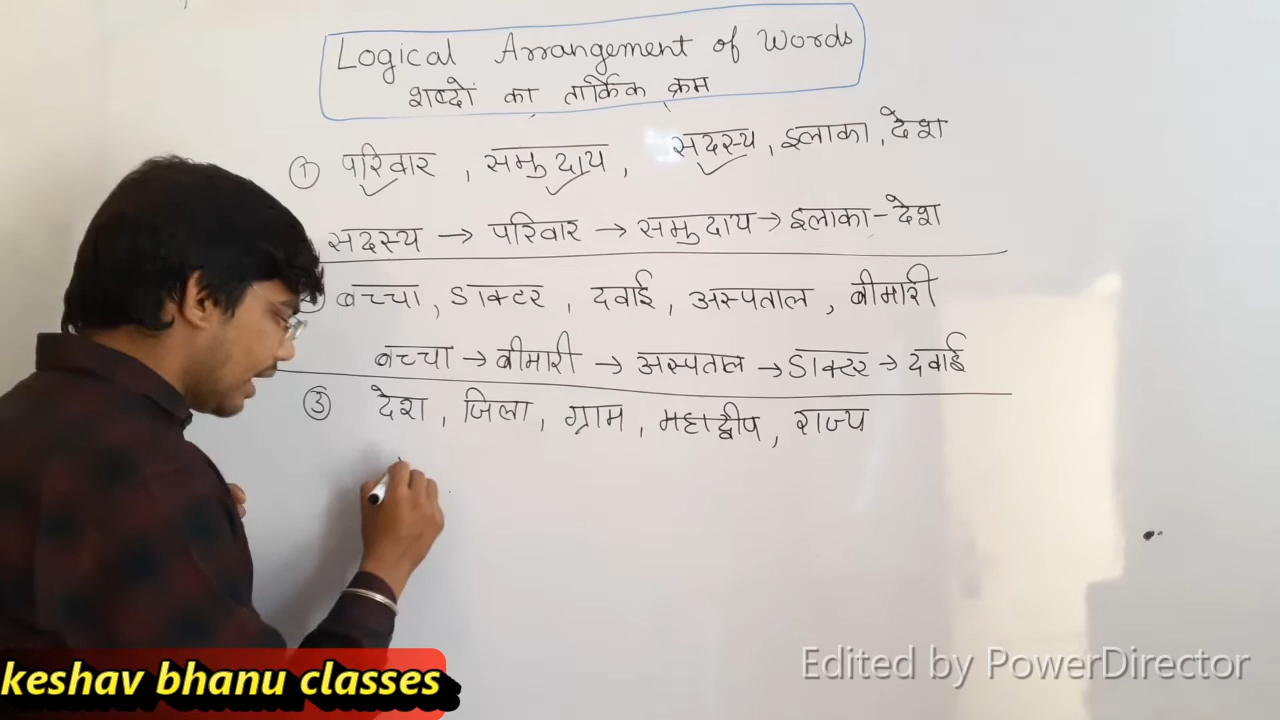 Logical Arrangement of Words
शब्दों का तार्किक क्रम
① परिवार , समुदाय , सदस्य , इलाका , देश
सदस्य → परिवार → समुदाय → इलाका - देश
बच्चा , डाक्टर , दवाई , अस्पताल , बीमारी
बच्चा → बीमारी → अस्पताल → डाक्टर → दवाई
③ देश , जिला , ग्राम , महाद्वीप , राज्य
keshav bhanu classes
Edited by PowerDirector